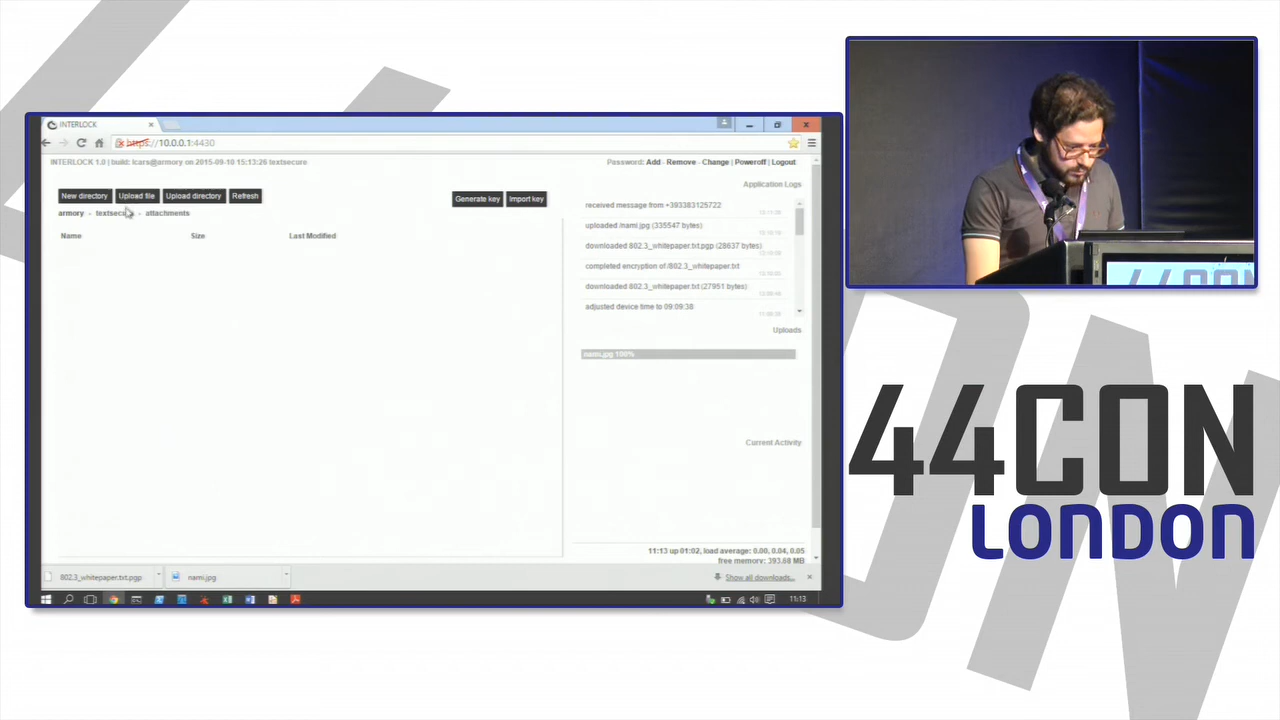 INTERLOCK
https://10.0.0.1:4430
INTERLOCK 1.0 | build: lcars@armory on 2015-09-10 15:13:26 textsecure
Password: Add - Remove - Change | Poweroff | Logout
New directory
Upload file
Upload directory
Refresh
Generate key
Import key
armory - textsecure - attachments
Name
Size
Last Modified
Application Logs
received message from +393383125722
uploaded /nami.jpg (335547 bytes)
downloaded 802.3_whitepaper.txt.pgp (28637 bytes)
completed encryption of /802.3_whitepaper.txt
downloaded 802.3_whitepaper.txt (27951 bytes)
adjusted device time to 09:09:38
Uploads
nami.jpg 100%
Current Activity
11:13 up 01:02, load average: 0.00, 0.04, 0.05
free memory: 393.68 MB
802.3_whitepaper.txt.pgp
nami.jpg
Show all downloads...
11:13
44CON
LONDON